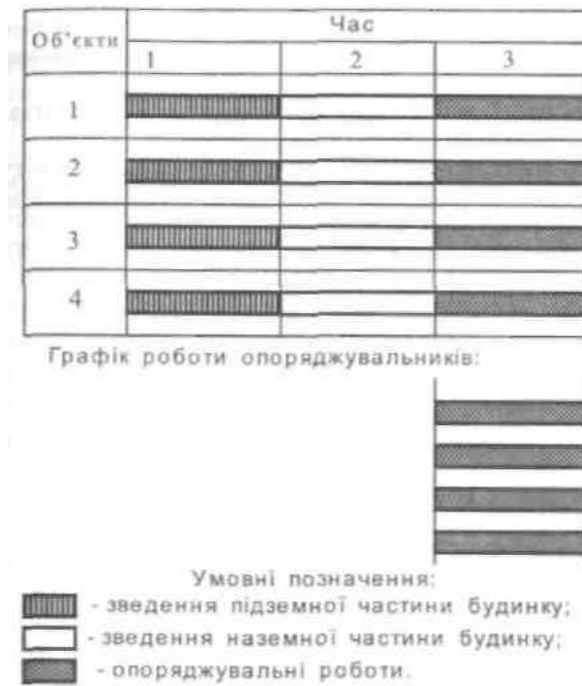 Час
Об'єкти
1 2 3
1
2
3
4
Графік роботи опоряджувальників:
Умовні позначення:
- зведення підземної частини будинку;
- зведення наземної частини будинку;
- опоряджувальні роботи.